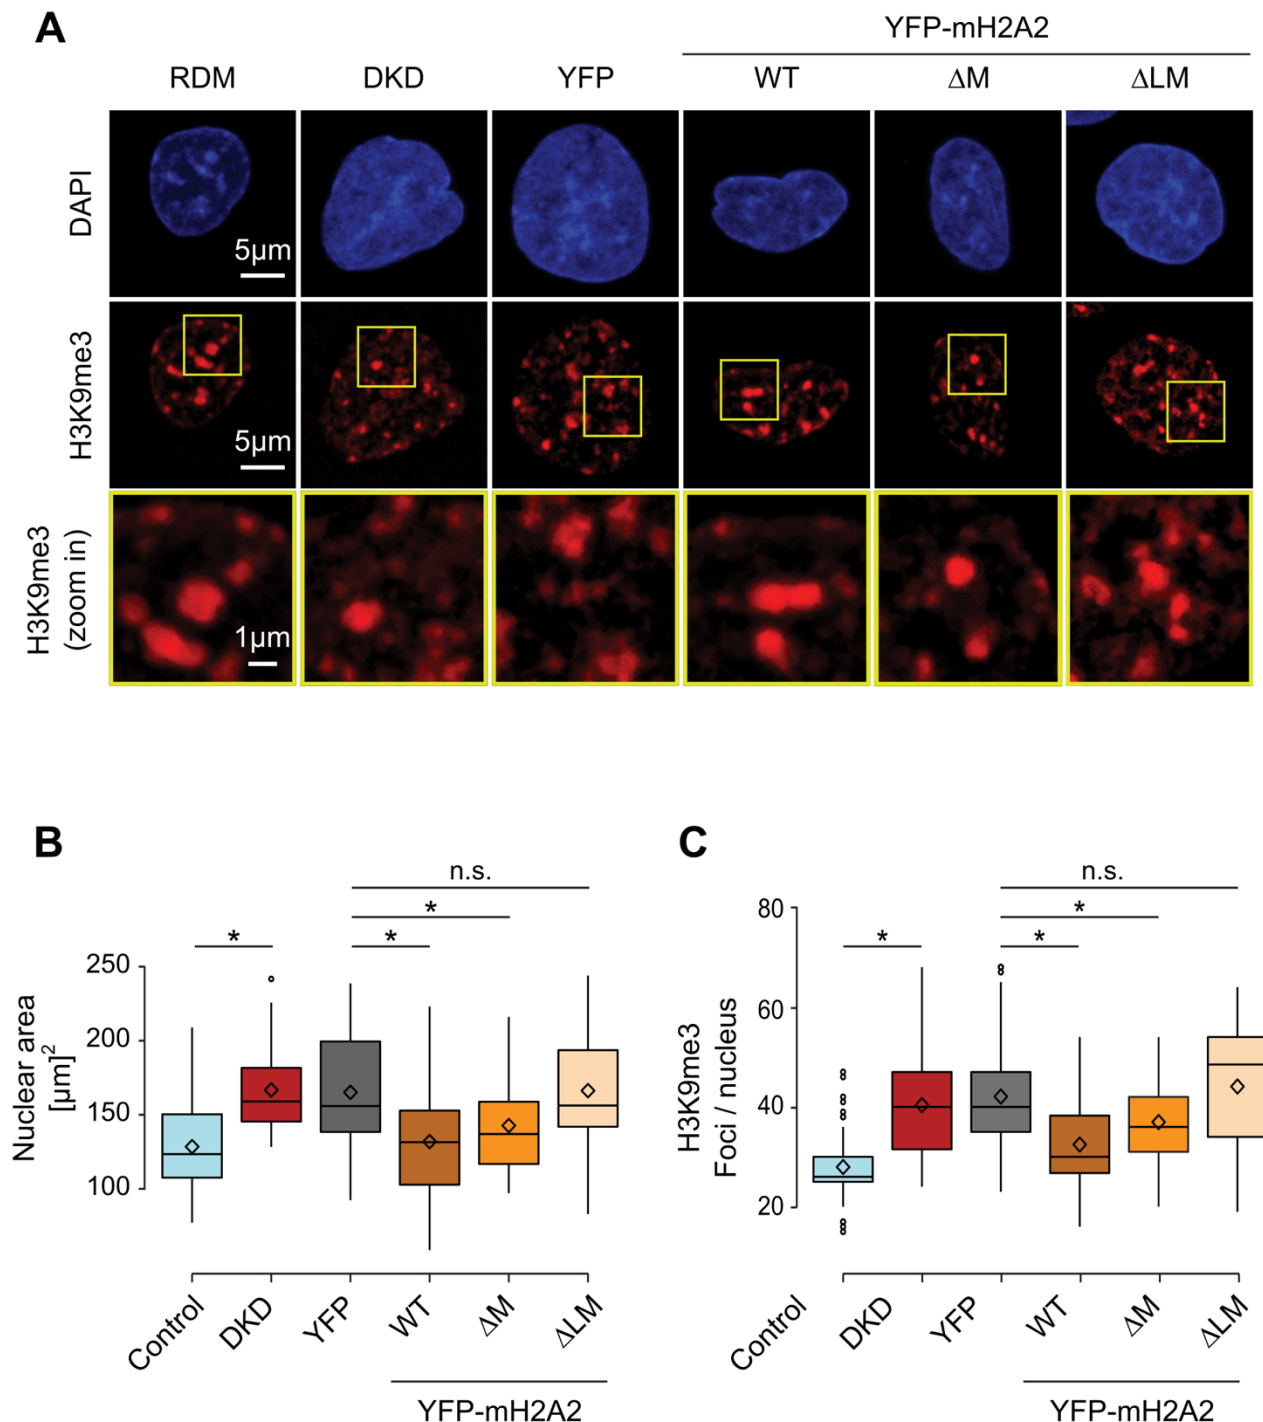 A
YFP-mH2A2
RDM DKD YFP WT ΔM ΔLM
DAPI
5µm
H3K9me3
5µm
H3K9me3
(zoom in)
1µm
B
n.s.
*
* *
Nuclear area
[µm]²
250
200
150
100
Control DKD YFP WT ΔM ΔLM
YFP-mH2A2
C
n.s.
*
* *
H3K9me3
Foci / nucleus
80
60
40
20
Control DKD YFP WT ΔM ΔLM
YFP-mH2A2